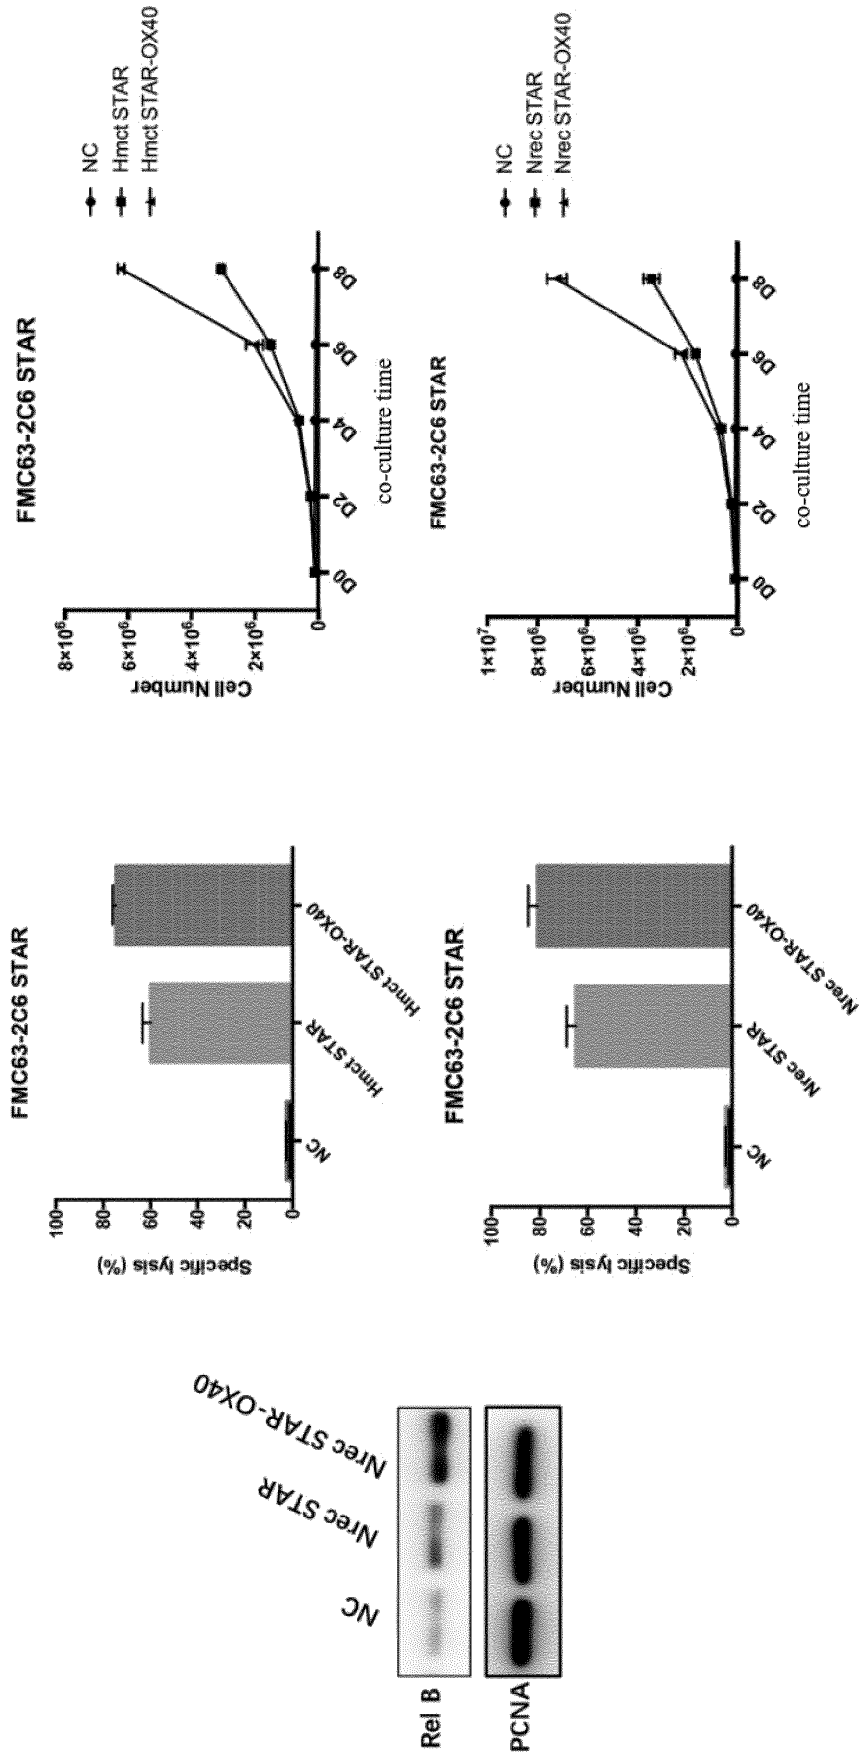 NC
Nrec STAR
Nrec STAR-OX40
Rel B
PCNA
FMC63-2C6 STAR
Specific lysis (%)
100
80
60
40
20
0
NC
Hmct STAR
Hmct STAR-OX40
FMC63-2C6 STAR
Specific lysis (%)
100
80
60
40
20
0
NC
Nrec STAR
Nrec STAR-OX40
FMC63-2C6 STAR
Cell Number
8×10⁶
6×10⁶
4×10⁶
2×10⁶
0
D0 D2 D4 D6 D8
co-culture time
NC
Hmct STAR
Hmct STAR-OX40
FMC63-2C6 STAR
Cell Number
1×10⁷
8×10⁶
6×10⁶
4×10⁶
2×10⁶
0
D0 D2 D4 D6 D8
co-culture time
NC
Nrec STAR
Nrec STAR-OX40